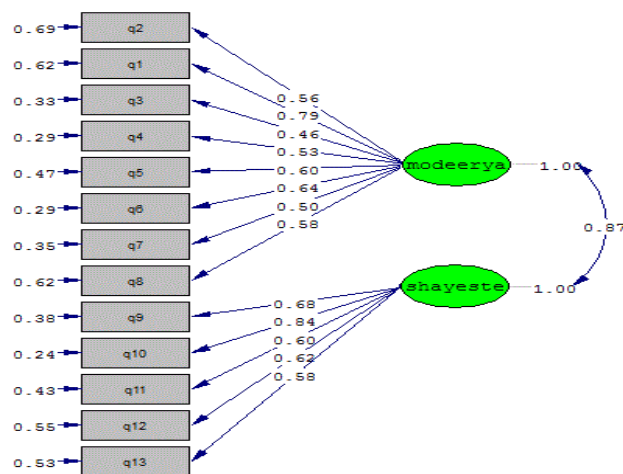 0.69 q2
0.62 q1
0.33 q3
0.29 q4
0.47 q5
0.29 q6
0.35 q7
0.62 q8
0.38 q9
0.24 q10
0.43 q11
0.55 q12
0.53 q13
0.56
0.79
0.46
0.53
0.60
0.64
0.50
0.58
modeerya 1.00
0.87
shayeste 1.00
0.68
0.84
0.60
0.62
0.58